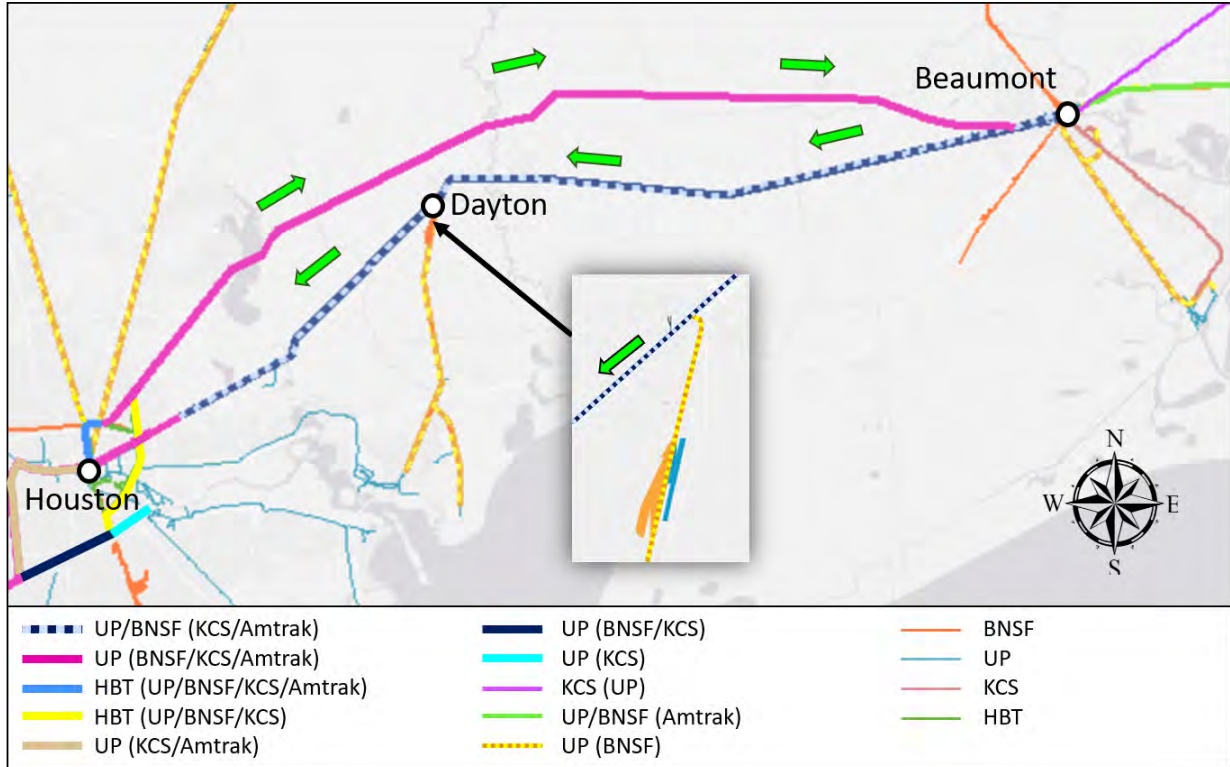 Beaumont
Dayton
Houston
N
W
E
S
UP/BNSF (KCS/Amtrak)
UP (BNSF/KCS/Amtrak)
HBT (UP/BNSF/KCS/Amtrak)
HBT (UP/BNSF/KCS)
UP (KCS/Amtrak)
UP (BNSF/KCS)
UP (KCS)
KCS (UP)
UP/BNSF (Amtrak)
UP (BNSF)
BNSF
UP
KCS
HBT